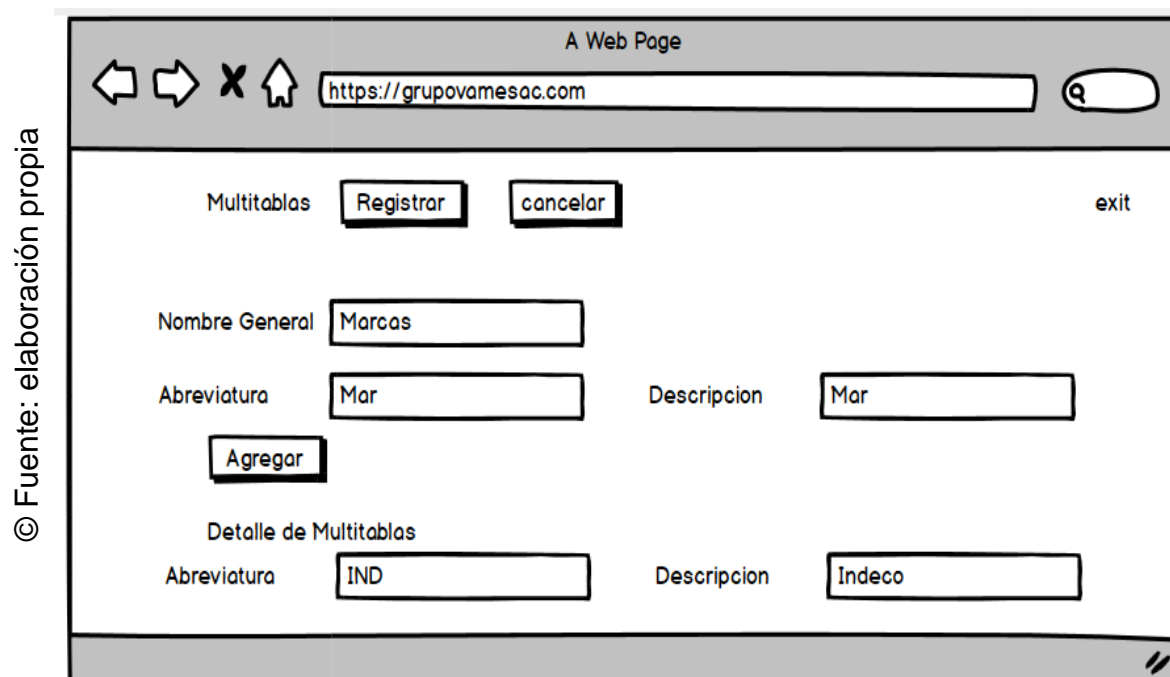 A Web Page
https://grupovamesac.com
Multitablas Registrar cancelar exit
Nombre General Marcas
Abreviatura Mar Descripcion Mar
Agregar
Detalle de Multitablas
Abreviatura IND Descripcion Indeco
© Fuente: elaboración propia